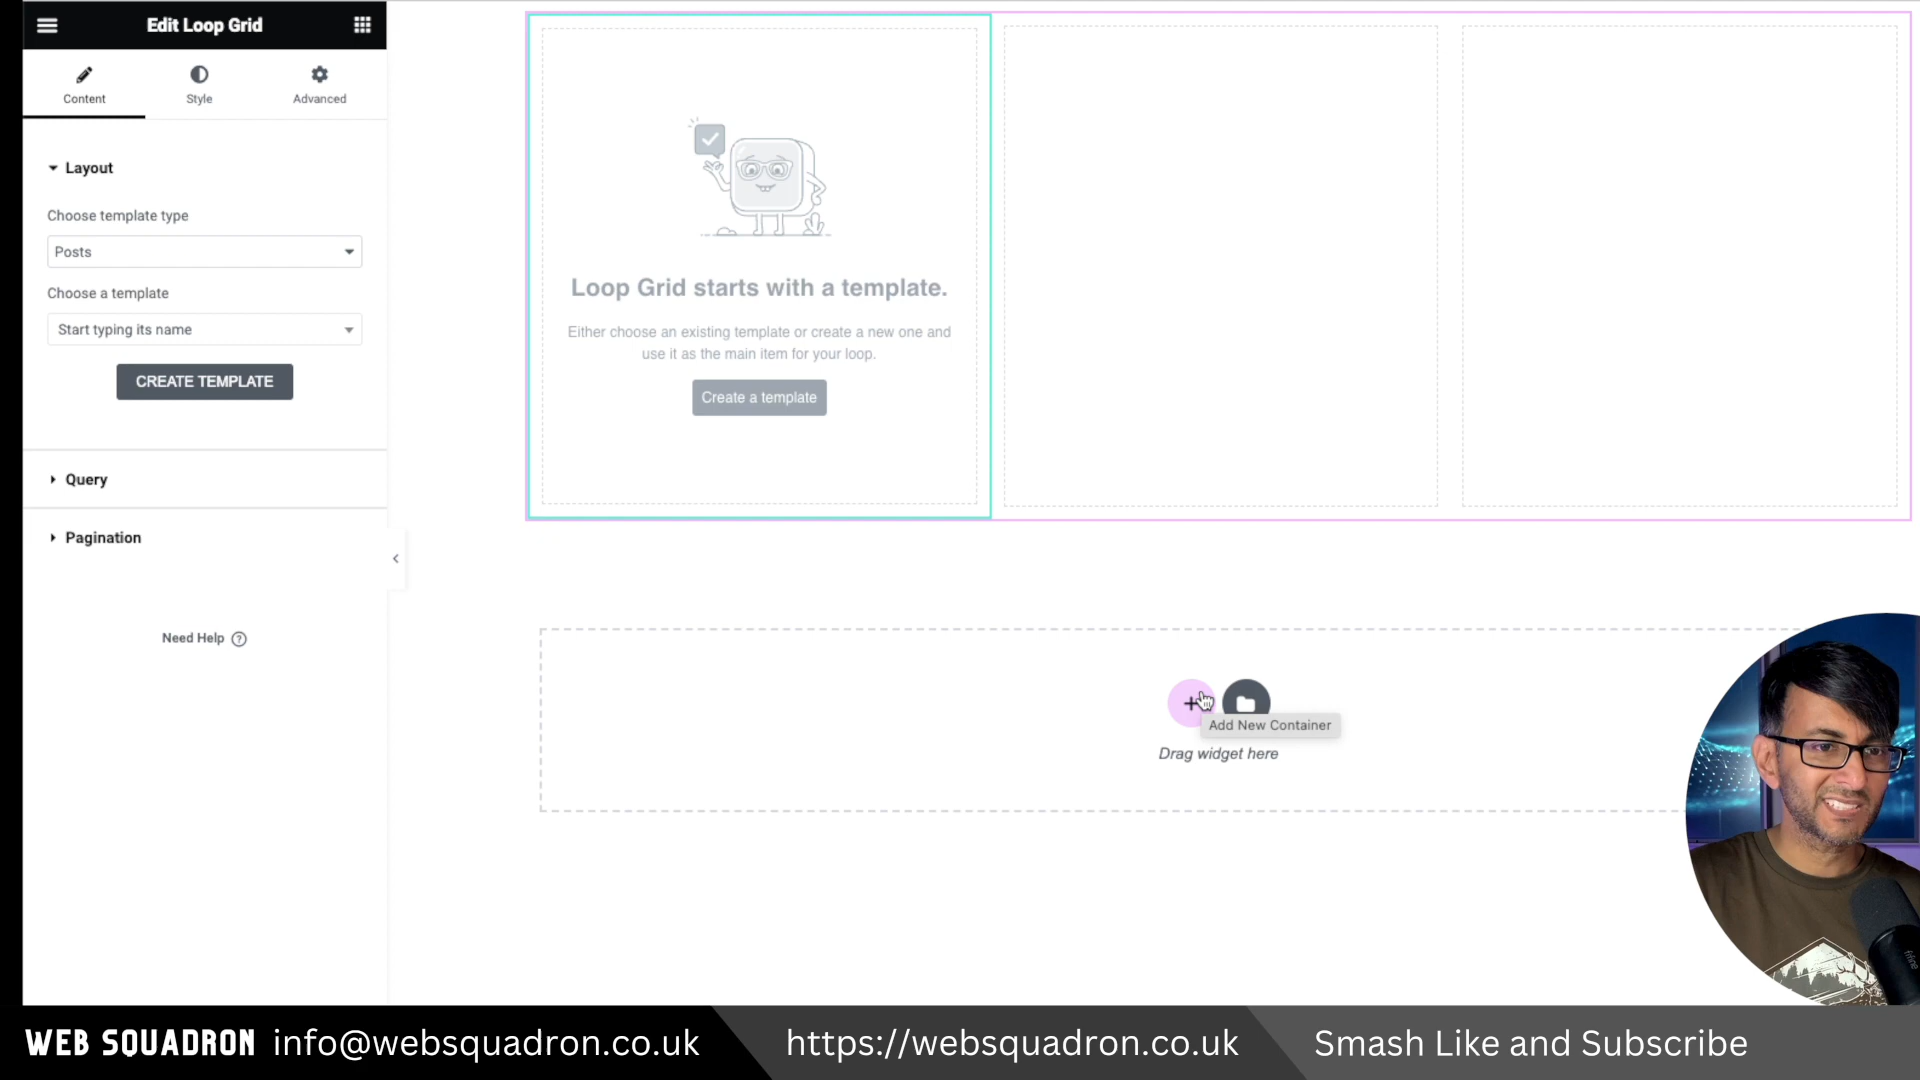 Edit Loop Grid
Content
Style
Advanced
Layout
Choose template type
Posts
Choose a template
Start typing its name
CREATE TEMPLATE
Query
Pagination
Need Help ?
Loop Grid starts with a template.
Either choose an existing template or create a new one and
use it as the main item for your loop.
Create a template
Add New Container
Drag widget here
fifine
WEB SQUADRON info@websquadron.co.uk
https://websquadron.co.uk
Smash Like and Subscribe